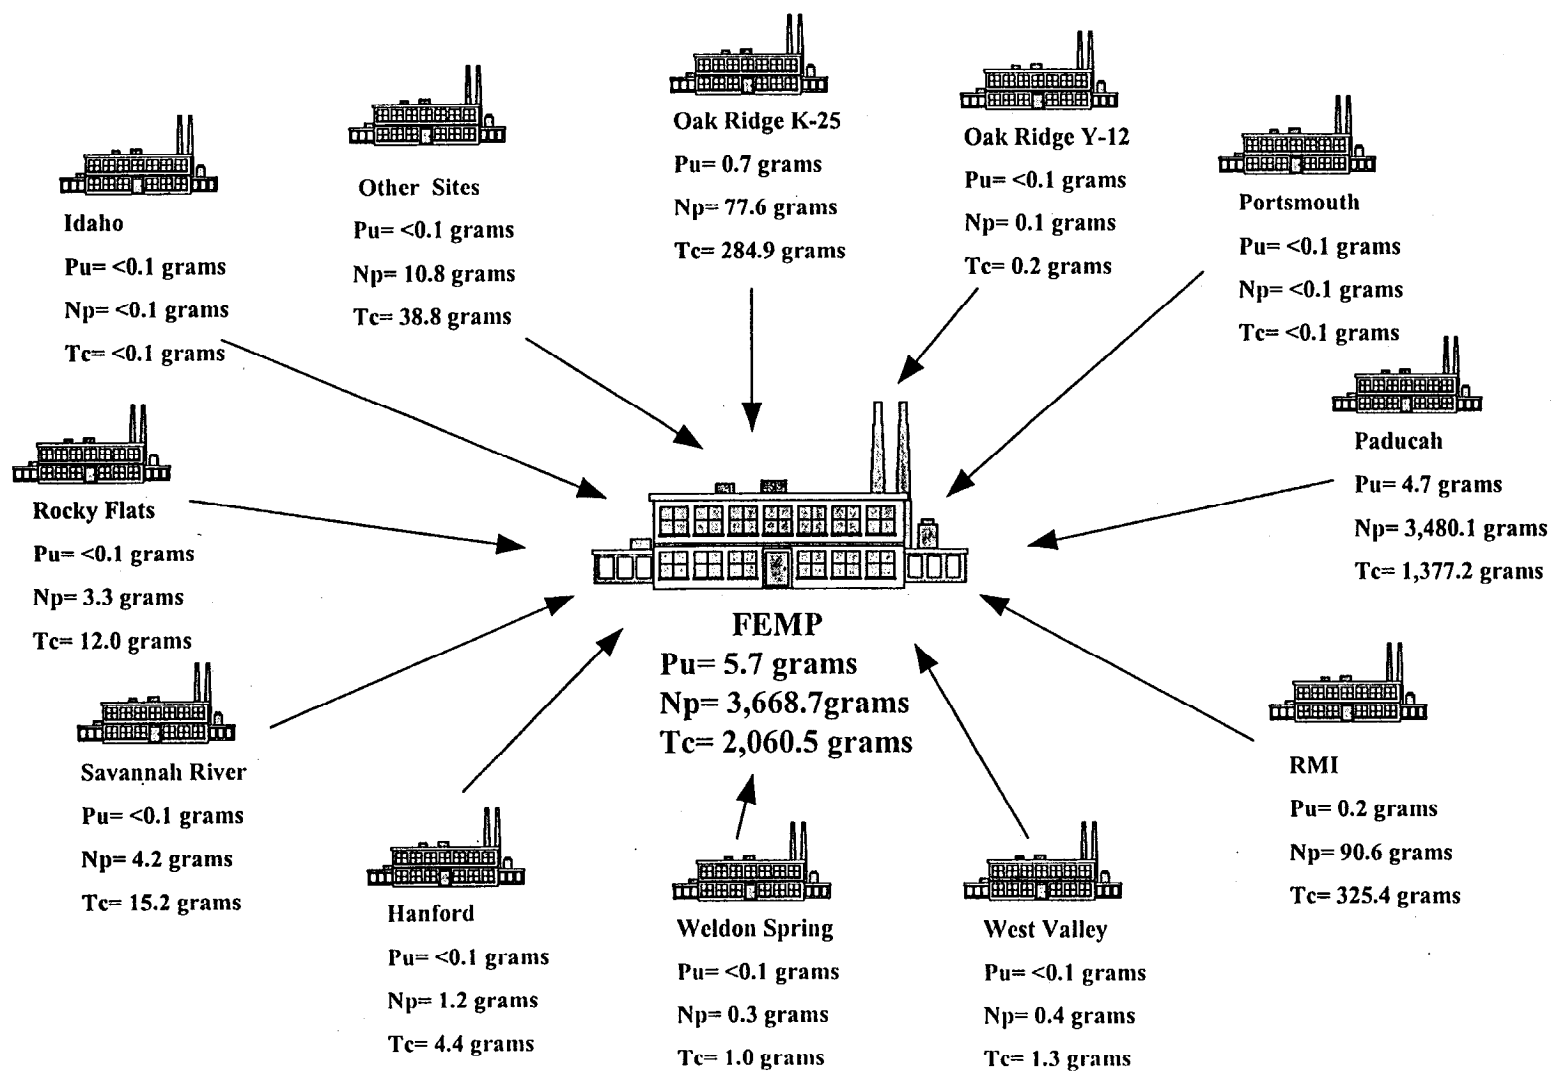 Oak Ridge K-25
Pu= 0.7 grams
Np= 77.6 grams
Tc= 284.9 grams
Oak Ridge Y-12
Pu= <0.1 grams
Np= 0.1 grams
Tc= 0.2 grams
Other Sites
Pu= <0.1 grams
Np= 10.8 grams
Tc= 38.8 grams
Portsmouth
Pu= <0.1 grams
Np= <0.1 grams
Tc= <0.1 grams
Idaho
Pu= <0.1 grams
Np= <0.1 grams
Tc= <0.1 grams
Paducah
Pu= 4.7 grams
Np= 3,480.1 grams
Tc= 1,377.2 grams
Rocky Flats
Pu= <0.1 grams
Np= 3.3 grams
Tc= 12.0 grams
FEMP
Pu= 5.7 grams
Np= 3,668.7grams
Tc= 2,060.5 grams
Savannah River
Pu= <0.1 grams
Np= 4.2 grams
Tc= 15.2 grams
RMI
Pu= 0.2 grams
Np= 90.6 grams
Tc= 325.4 grams
Hanford
Pu= <0.1 grams
Np= 1.2 grams
Tc= 4.4 grams
Weldon Spring
Pu= <0.1 grams
Np= 0.3 grams
Tc= 1.0 grams
West Valley
Pu= <0.1 grams
Np= 0.4 grams
Tc= 1.3 grams